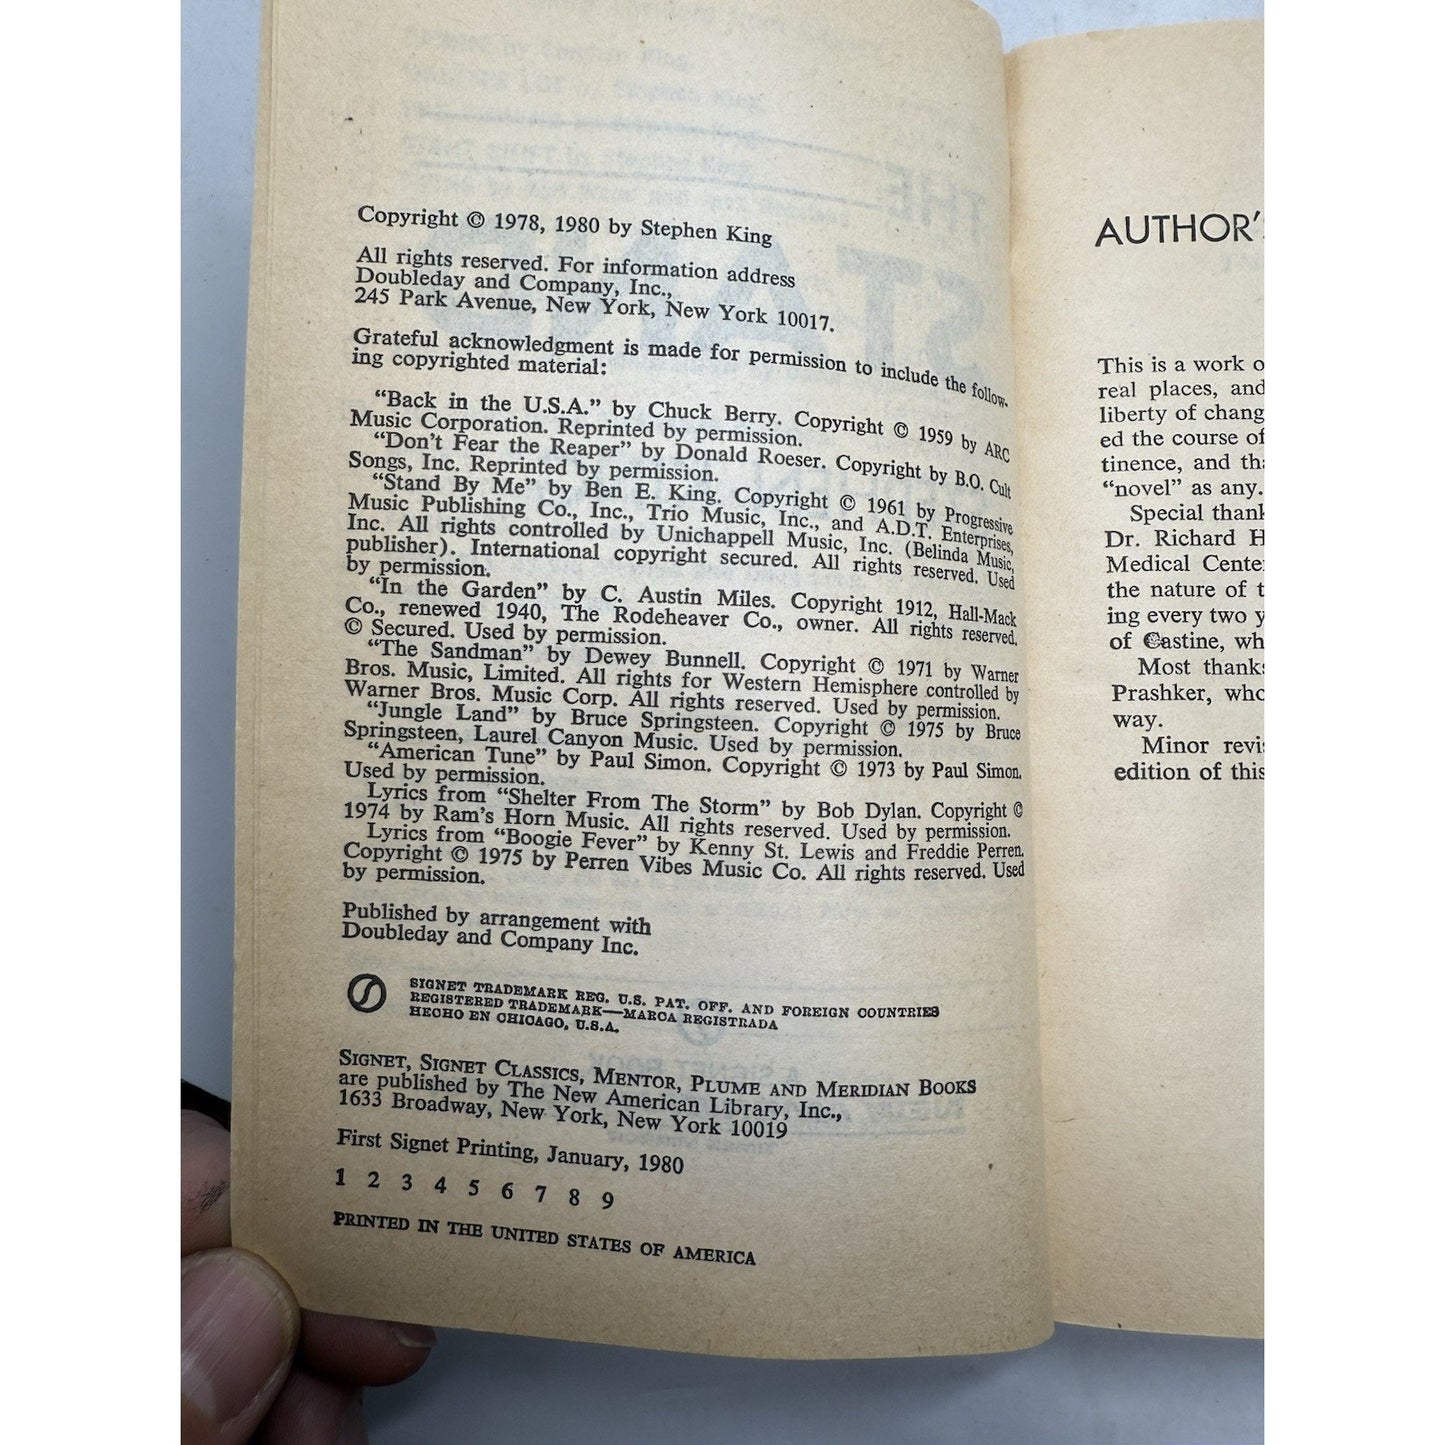 Copyright © 1978, 1980 by Stephen King
All rights reserved. For information address
Doubleday and Company, Inc.,
245 Park Avenue, New York, New York 10017.
Grateful acknowledgment is made for permission to include the follow-
ing copyrighted material:
“Back in the U.S.A.” by Chuck Berry. Copyright © 1959 by ARC
Music Corporation. Reprinted by permission.
“Don’t Fear the Reaper” by Donald Roeser. Copyright by B.O. Cult
Songs, Inc. Reprinted by permission.
“Stand By Me” by Ben E. King. Copyright © 1961 by Progressive
Music Publishing Co., Inc., Trio Music, Inc., and A.D.T. Enterprises,
Inc. All rights controlled by Unichappell Music, Inc. (Belinda Music,
publisher). International copyright secured. All rights reserved. Used
by permission.
“In the Garden” by C. Austin Miles. Copyright 1912, Hall-Mack
Co., renewed 1940, The Rodeheaver Co., owner. All rights reserved.
© Secured. Used by permission.
“The Sandman” by Dewey Bunnell. Copyright © 1971 by Warner
Bros. Music, Limited. All rights for Western Hemisphere controlled by
Warner Bros. Music Corp. All rights reserved. Used by permission.
“Jungle Land” by Bruce Springsteen. Copyright © 1975 by Bruce
Springsteen, Laurel Canyon Music. Used by permission.
“American Tune” by Paul Simon. Copyright © 1973 by Paul Simon.
Used by permission.
Lyrics from “Shelter From The Storm” by Bob Dylan. Copyright ©
1974 by Ram’s Horn Music. All rights reserved. Used by permission.
Lyrics from “Boogie Fever” by Kenny St. Lewis and Freddie Perren.
Copyright © 1975 by Perren Vibes Music Co. All rights reserved. Used
by permission.
Published by arrangement with
Doubleday and Company Inc.
SIGNET TRADEMARK REG. U.S. PAT. OFF. AND FOREIGN COUNTRIES
REGISTERED TRADEMARK—MARCA REGISTRADA
HECHO EN CHICAGO, U.S.A.
SIGNET, SIGNET CLASSICS, MENTOR, PLUME AND MERIDIAN BOOKS
are published by The New American Library, Inc.,
1633 Broadway, New York, New York 10019
First Signet Printing, January, 1980
1 2 3 4 5 6 7 8 9
PRINTED IN THE UNITED STATES OF AMERICA
AUTHOR’
This is a work o
real places, and
liberty of chang
ed the course of
tinence, and tha
“novel” as any.
Special thank
Dr. Richard H
Medical Cente
the nature of t
ing every two y
of Castine, wh
Most thanks
Prashker, who
way.
Minor revi
edition of this